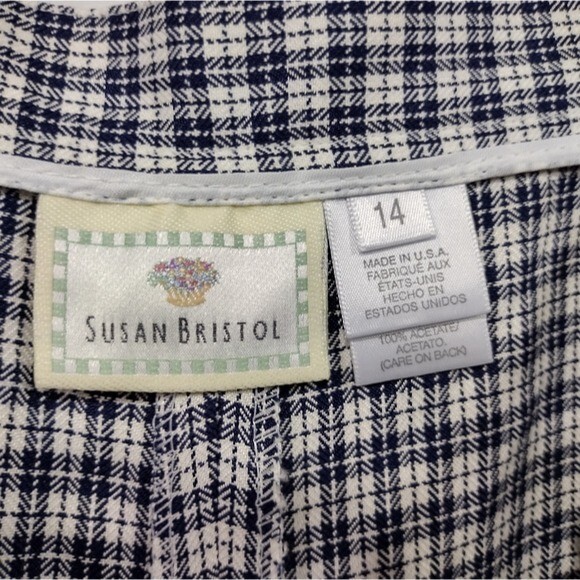 SUSAN BRISTOL
14
MADE IN U.S.A.
FABRIQUÉ AUX
ÉTATS-UNIS
HECHO EN
ESTADOS UNIDOS
100% ACETATE/
ACETATO.
(CARE ON BACK)